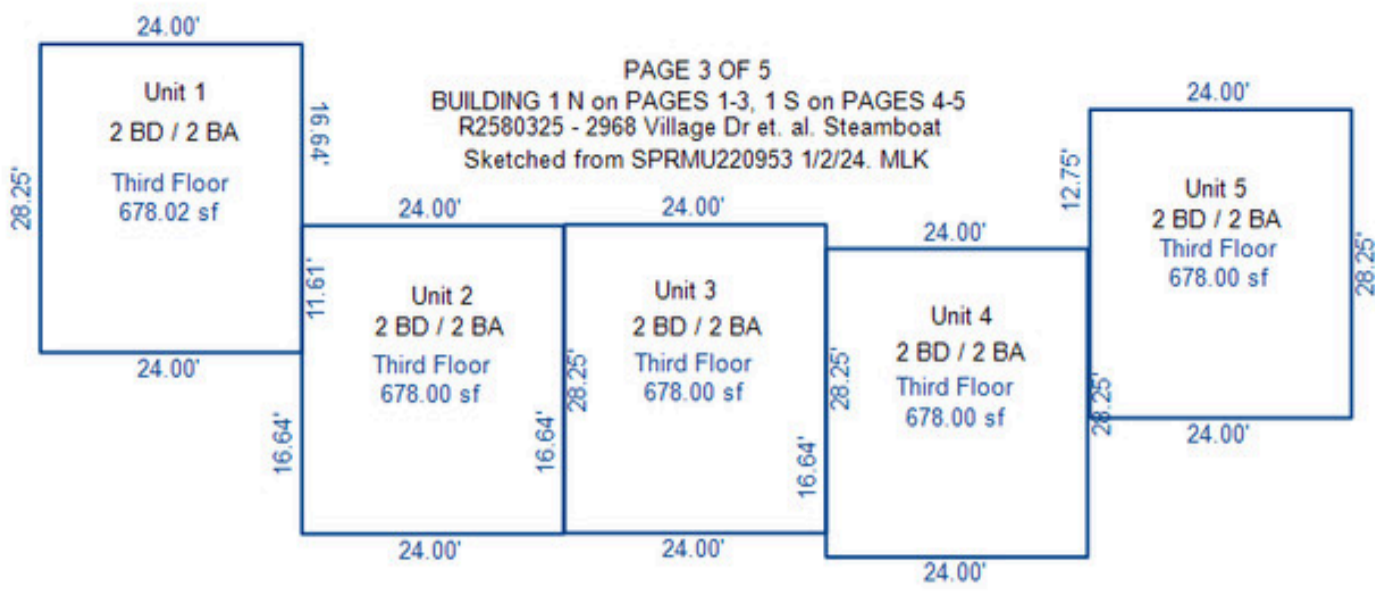 24.00'
Unit 1
2 BD / 2 BA
Third Floor
678.02 sf
28.25'
16.64'
11.61'
24.00'
PAGE 3 OF 5
BUILDING 1 N on PAGES 1-3, 1 S on PAGES 4-5
R2580325 - 2968 Village Dr et. al. Steamboat
Sketched from SPRMU220953 1/2/24. MLK
24.00'
Unit 2
2 BD / 2 BA
Third Floor
678.00 sf
16.64'
16.64'
28.25'
24.00'
24.00'
Unit 3
2 BD / 2 BA
Third Floor
678.00 sf
16.64'
28.25'
24.00'
24.00'
Unit 4
2 BD / 2 BA
Third Floor
678.00 sf
28.25'
24.00'
24.00'
12.75'
Unit 5
2 BD / 2 BA
Third Floor
678.00 sf
28.25'
24.00'